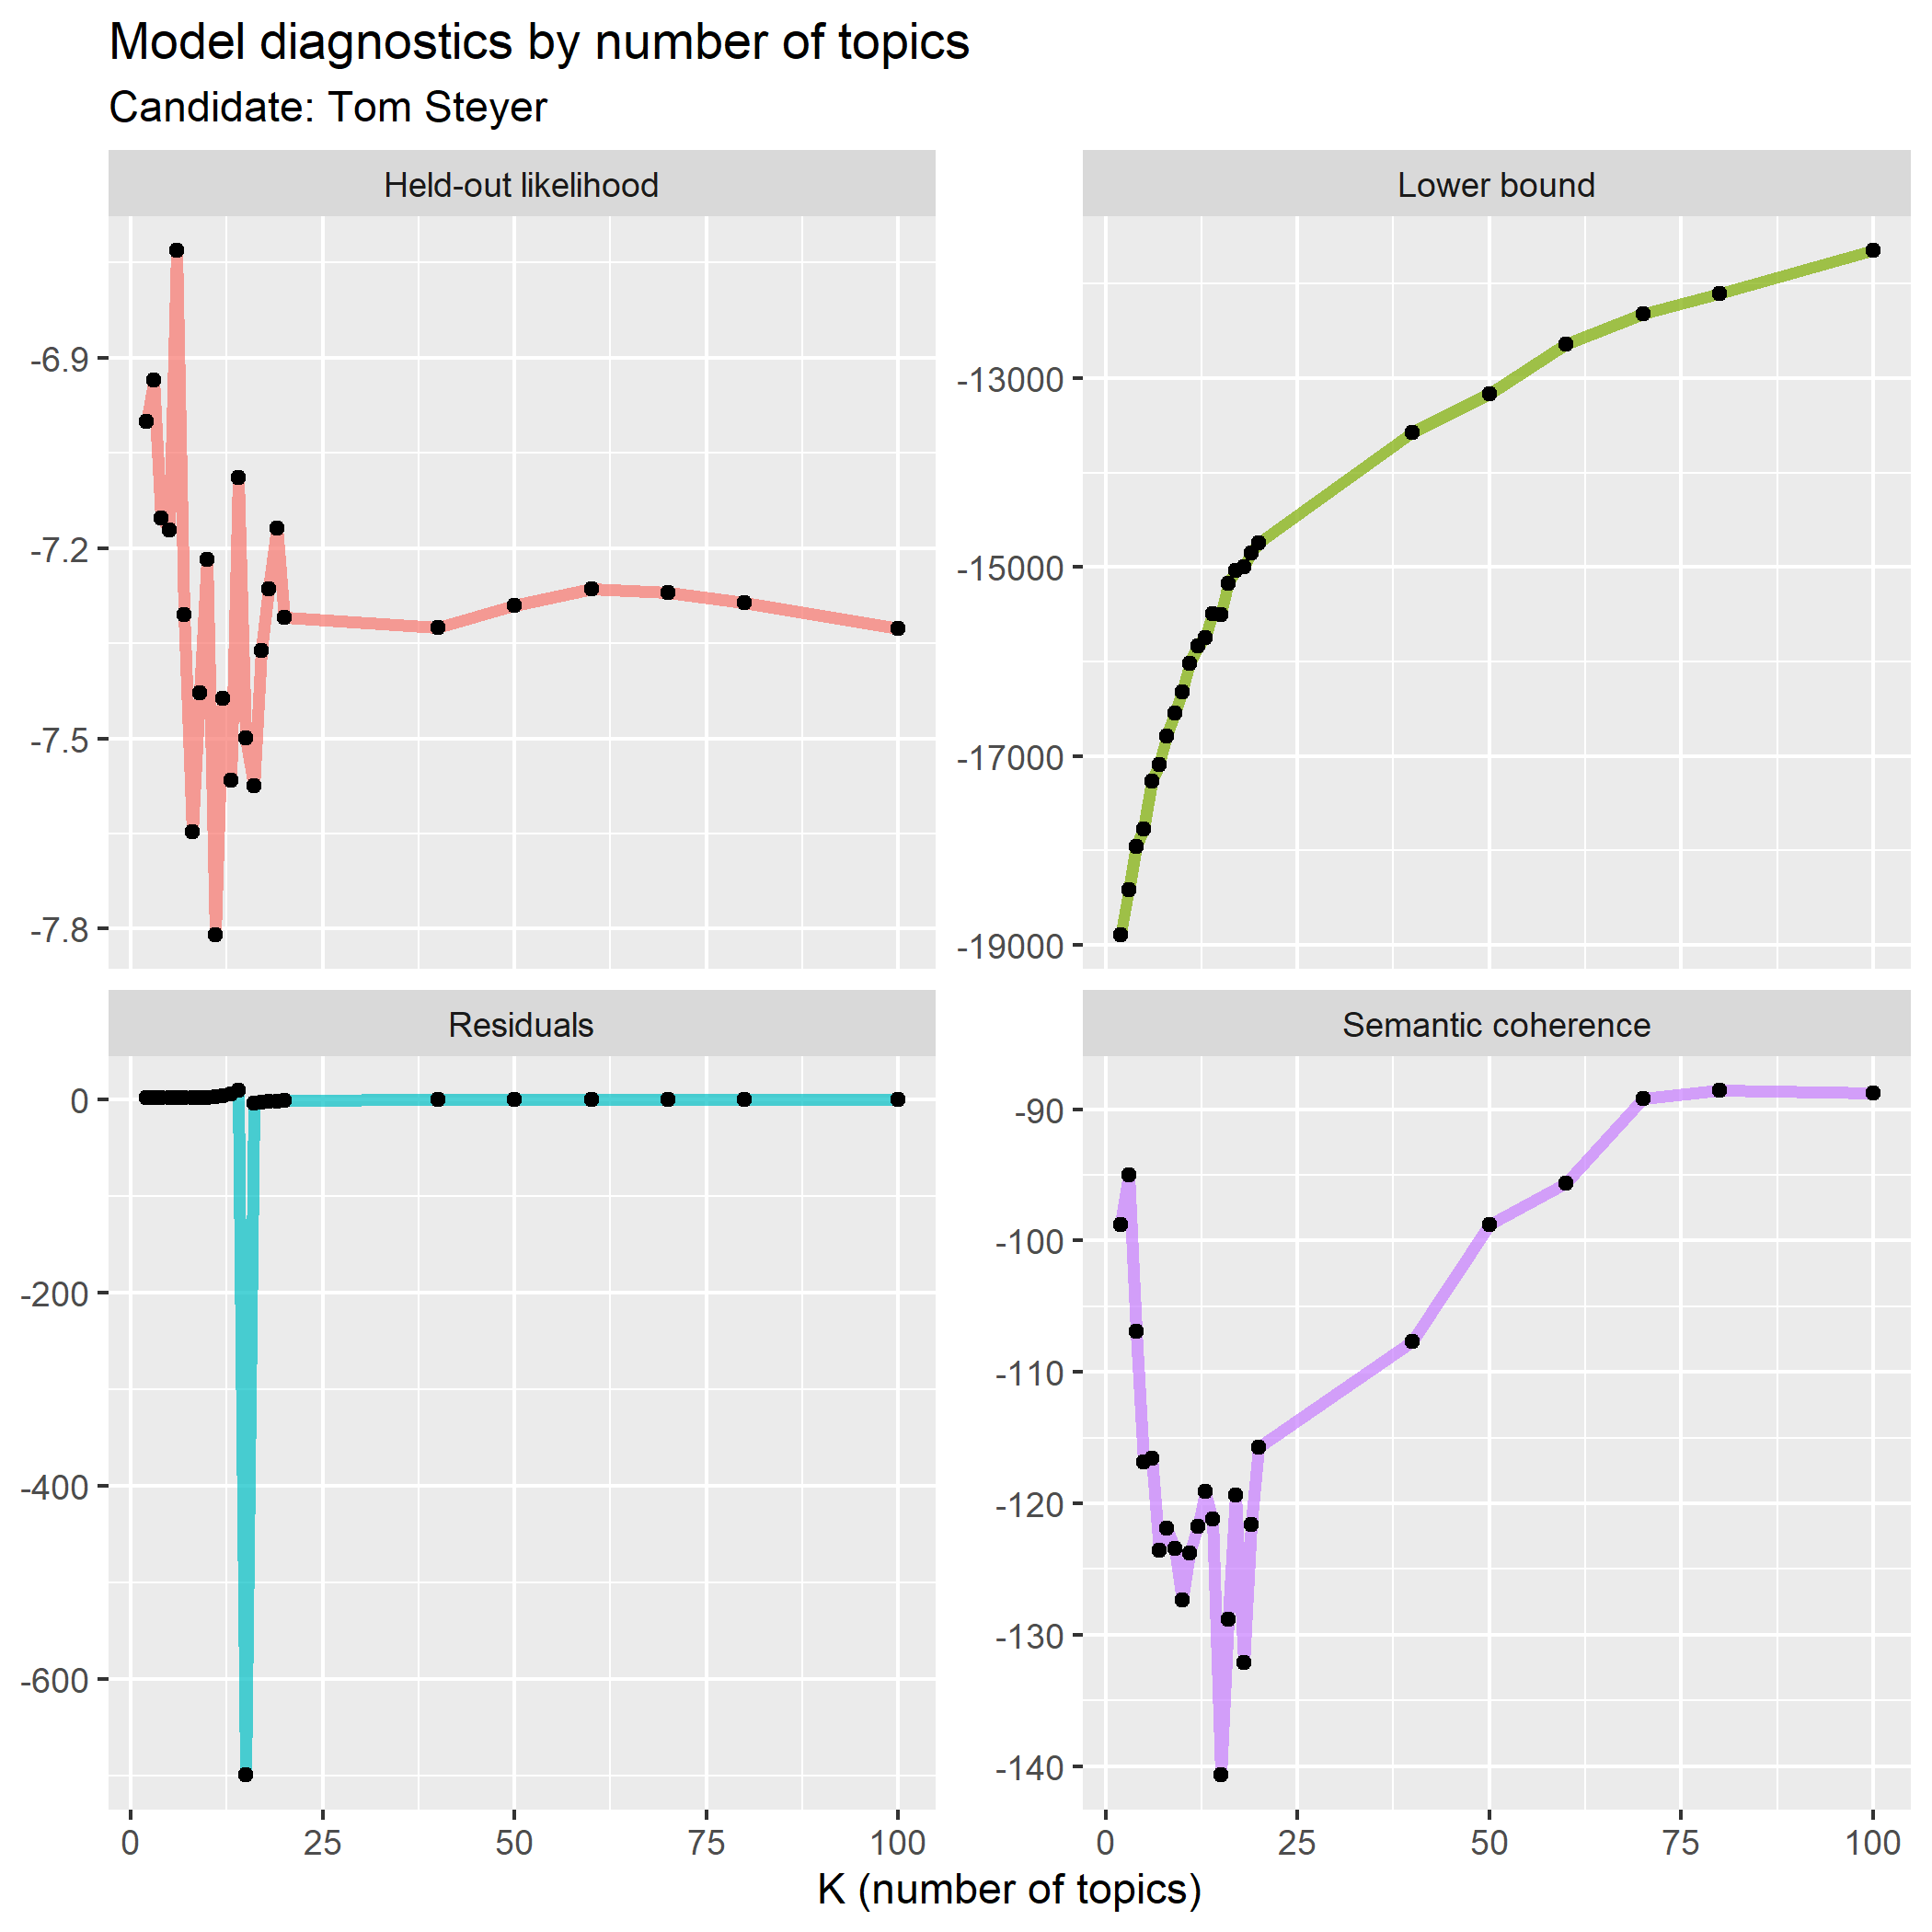 Model diagnostics by number of topics
Candidate: Tom Steyer
Held-out likelihood
-6.9
-7.2
-7.5
-7.8
Lower bound
-13000
-15000
-17000
-19000
Residuals
0
-200
-400
-600
0 25 50 75 100
Semantic coherence
-90
-100
-110
-120
-130
-140
0 25 50 75 100
K (number of topics)